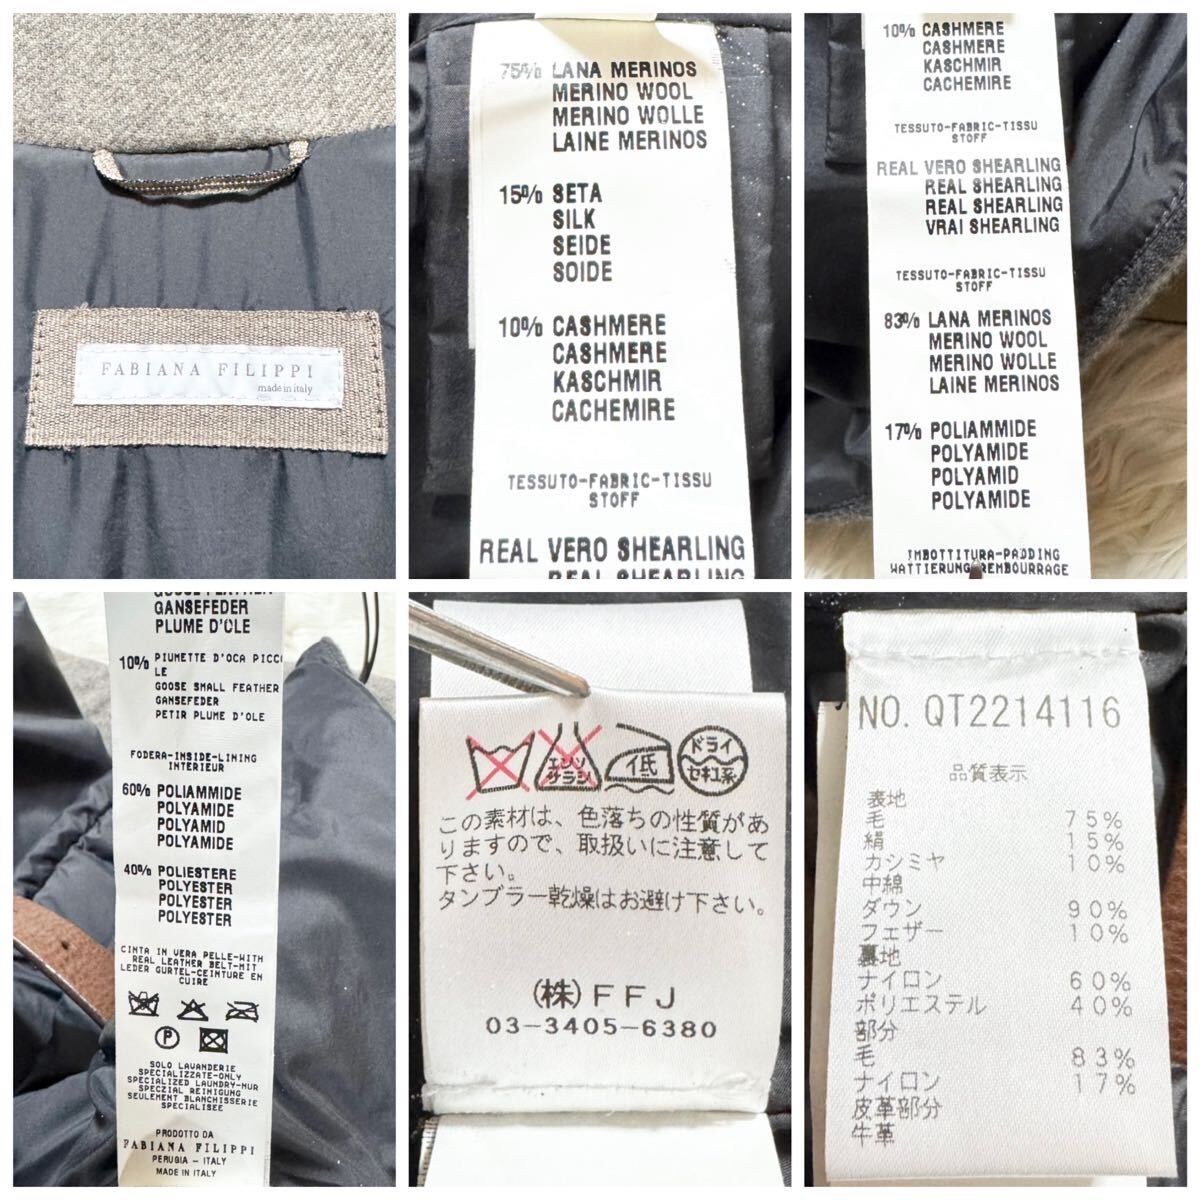 FABIANA FILIPPI
made in italy
75% LANA MERINOS
MERINO WOOL
MERINO WOLLE
LAINE MERINOS
15% SETA
SILK
SEIDE
SOIDE
10% CASHMERE
CASHMERE
KASCHMIR
CACHEMIRE
TESSUTO-FABRIC-TISSU
STOFF
REAL VERO SHEARLING
REAL SHEARLING
10% CASHMERE
CASHMERE
KASCHMIR
CACHEMIRE
TESSUTO-FABRIC-TISSU
STOFF
REAL VERO SHEARLING
REAL SHEARLING
REAL SHEARLING
VRAI SHEARLING
TESSUTO-FABRIC-TISSU
STOFF
83% LANA MERINOS
MERINO WOOL
MERINO WOLLE
LAINE MERINOS
17% POLIAMMIDE
POLYAMIDE
POLYAMID
POLYAMIDE
IMBOTTITURA-PADDING
WATTIERUNG-REMBOURRAGE
GOOSE FEATHER
GANSEFEDER
PLUME D'OLE
10% PIUMETTE D'OCA PICCO
LE
GOOSE SMALL FEATHER
GANSEFEDER
PETIR PLUME D'OLE
FODERA-INSIDE-LINING
INTERIEUR
60% POLIAMMIDE
POLYAMIDE
POLYAMID
POLYAMIDE
40% POLIESTERE
POLYESTER
POLYESTER
POLYESTER
CINTA IN VERA PELLE-WITH
REAL LEATHER BELT-MIT
LEDER GURTEL-CEINTURE EN
CUIRE
P
SOLO LAVANDERIE
SPECIALIZZATE-ONLY
SPECIALIZED LAUNDRY-NUR
SPEZIAL REINIGUNG
SEULEMENT BLANCHISSERIE
SPECIALISEE
PRODOTTO DA
FABIANA FILIPPI
PERUGIA - ITALY
MADE IN ITALY
エンソ
サラシ
低
ドライ
セキユ系
この素材は、色落ちの性質があ
りますので、取扱いに注意して
下さい。
タンブラー乾燥はお避け下さい。
(株)FFJ
03-3405-6380
NO. QT2214116
品質表示
表地
毛 75%
絹 15%
カシミヤ 10%
中綿
ダウン 90%
フェザー 10%
裏地
ナイロン 60%
ポリエステル 40%
部分
毛 83%
ナイロン 17%
皮革部分
牛革